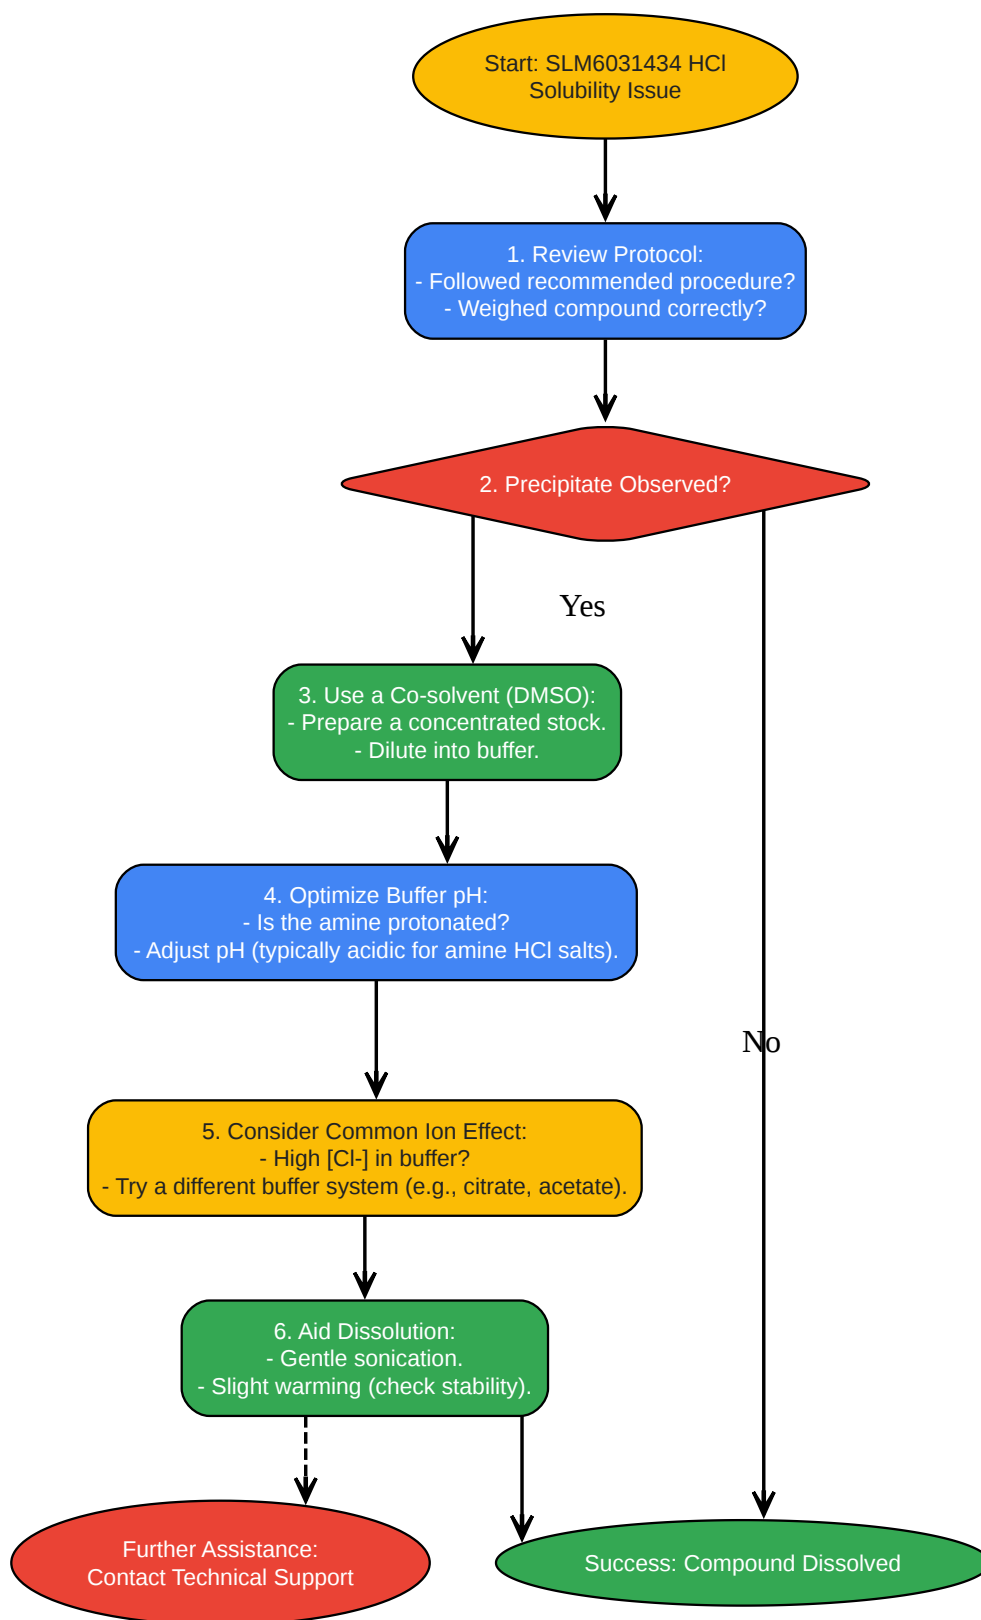 Start: SLM6031434 HCl
Solubility Issue
1. Review Protocol:
- Followed recommended procedure?
- Weighed compound correctly?
2. Precipitate Observed?
Yes
3. Use a Co-solvent (DMSO):
- Prepare a concentrated stock.
- Dilute into buffer.
4. Optimize Buffer pH:
- Is the amine protonated?
- Adjust pH (typically acidic for amine HCl salts).
No
5. Consider Common Ion Effect:
- High [Cl-] in buffer?
- Try a different buffer system (e.g., citrate, acetate).
6. Aid Dissolution:
- Gentle sonication.
- Slight warming (check stability).
Further Assistance:
Contact Technical Support
Success: Compound Dissolved